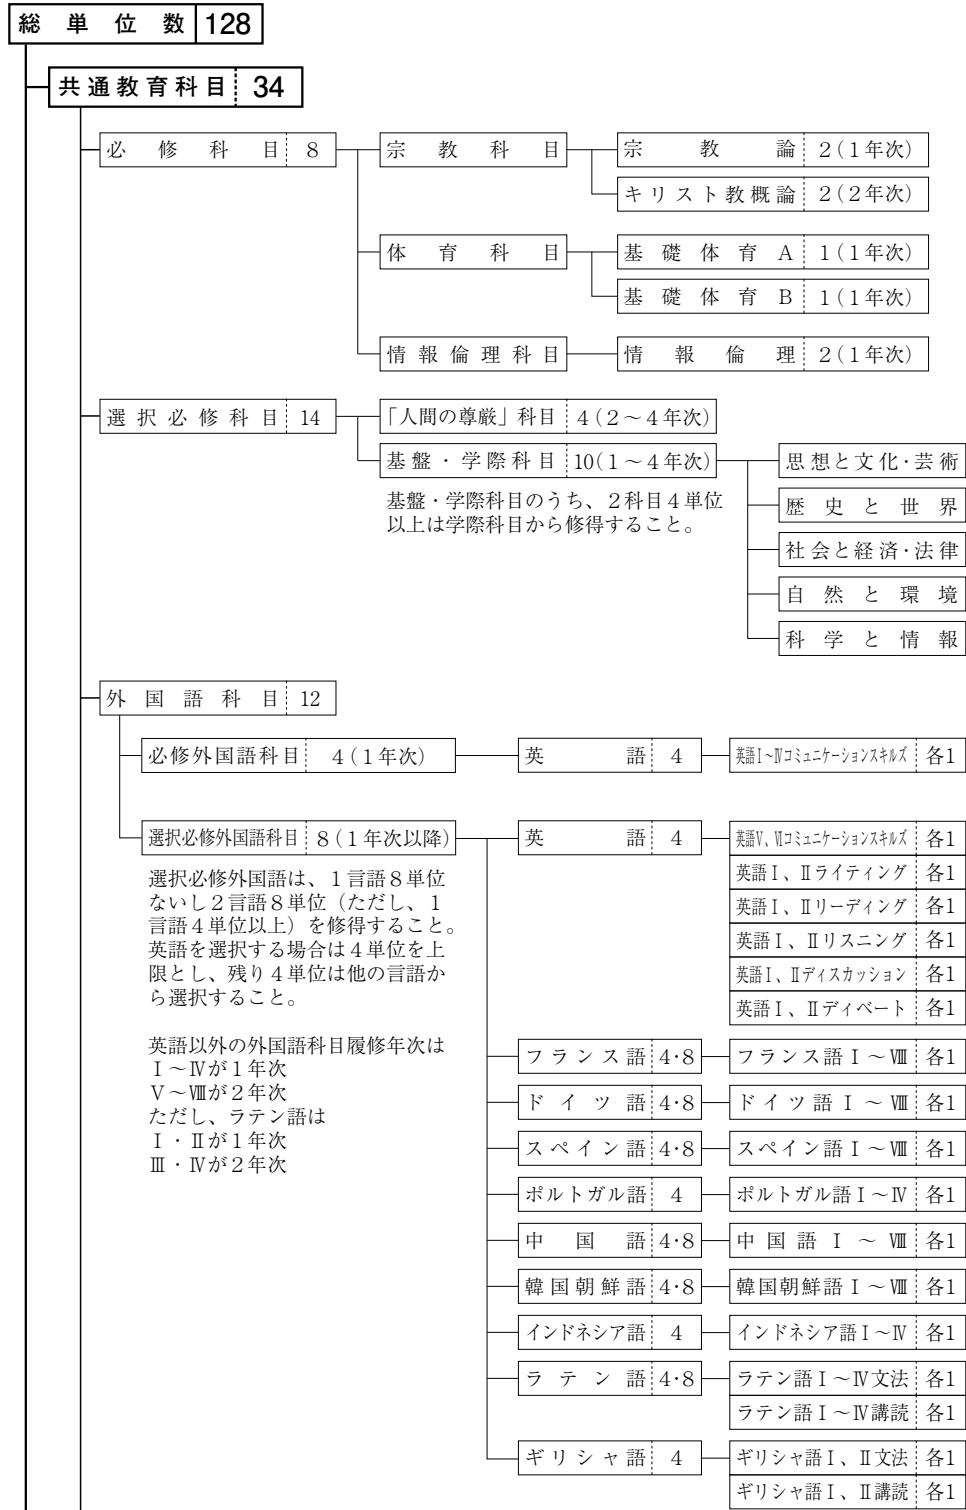 総単位数 128
共通教育科目 34
必修科目 8
宗教科目
宗教論 2(1年次)
キリスト教概論 2(2年次)
体育科目
基礎体育A 1(1年次)
基礎体育B 1(1年次)
情報倫理科目
情報倫理 2(1年次)
選択必修科目 14
「人間の尊厳」科目 4(2～4年次)
基盤・学際科目 10(1～4年次)
基盤・学際科目のうち、2科目4単位
以上は学際科目から修得すること。
思想と文化・芸術
歴史と世界
社会と経済・法律
自然と環境
科学と情報
外国語科目 12
必修外国語科目 4(1年次)
英語 4
英語Ⅰ～Ⅳコミュニケーションスキルズ 各1
選択必修外国語科目 8(1年次以降)
選択必修外国語は、1言語8単位
ないし2言語8単位（ただし、1
言語4単位以上）を修得すること。
英語を選択する場合は4単位を上
限とし、残り4単位は他の言語か
ら選択すること。
英語以外の外国語科目履修年次は
Ⅰ～Ⅳが1年次
Ⅴ～Ⅷが2年次
ただし、ラテン語は
Ⅰ・Ⅱが1年次
Ⅲ・Ⅳが2年次
英語 4
英語Ⅴ、Ⅵコミュニケーションスキルズ 各1
英語Ⅰ、Ⅱライティング 各1
英語Ⅰ、Ⅱリーディング 各1
英語Ⅰ、Ⅱリスニング 各1
英語Ⅰ、Ⅱディスカッション 各1
英語Ⅰ、Ⅱディベート 各1
フランス語 4・8 フランス語Ⅰ～Ⅷ 各1
ドイツ語 4・8 ドイツ語Ⅰ～Ⅷ 各1
スペイン語 4・8 スペイン語Ⅰ～Ⅷ 各1
ポルトガル語 4 ポルトガル語Ⅰ～Ⅳ 各1
中国語 4・8 中国語Ⅰ～Ⅷ 各1
韓国朝鮮語 4・8 韓国朝鮮語Ⅰ～Ⅷ 各1
インドネシア語 4 インドネシア語Ⅰ～Ⅳ 各1
ラテン語 4・8 ラテン語Ⅰ～Ⅳ文法 各1
ラテン語Ⅰ～Ⅳ講読 各1
ギリシャ語 4 ギリシャ語Ⅰ、Ⅱ文法 各1
ギリシャ語Ⅰ、Ⅱ講読 各1